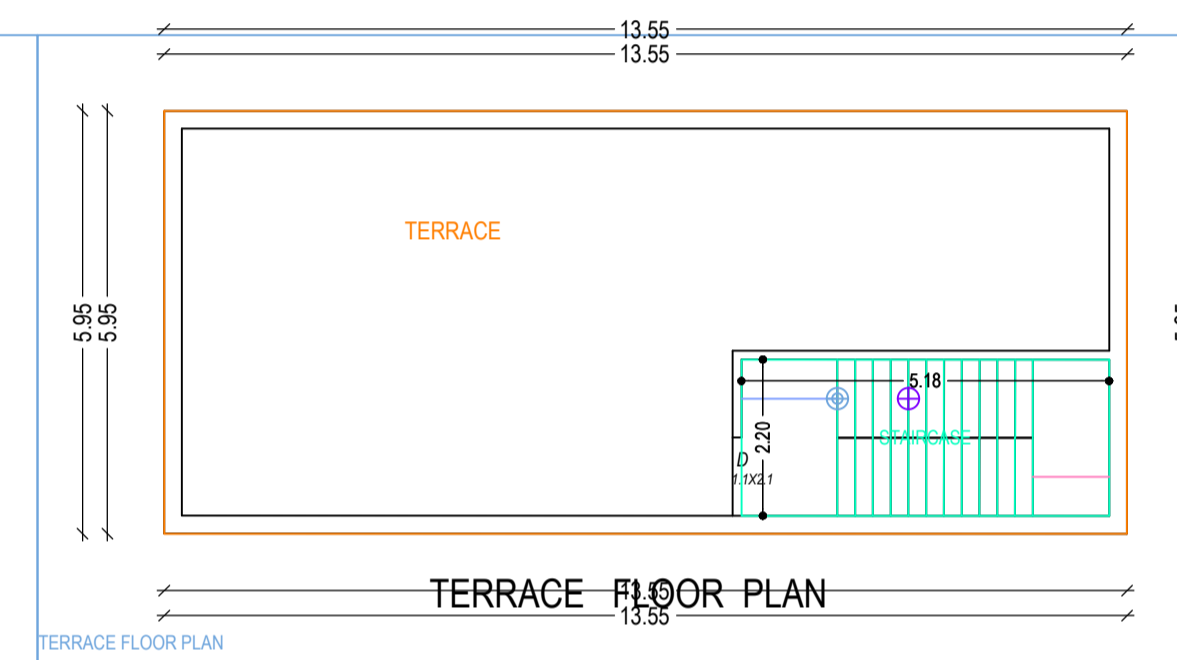 13.55
13.55
TERRACE
5.95
5.95
5.18
2.20
STAIRCASE
D
1.1X2.1
TERRACE FLOOR PLAN
13.55
13.55
TERRACE FLOOR PLAN